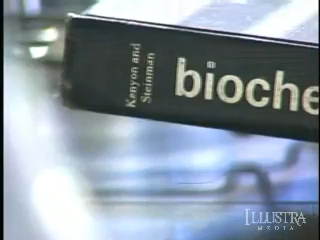 Kenyon and
Steinman
bioche
ILLUSTRA
MEDIA